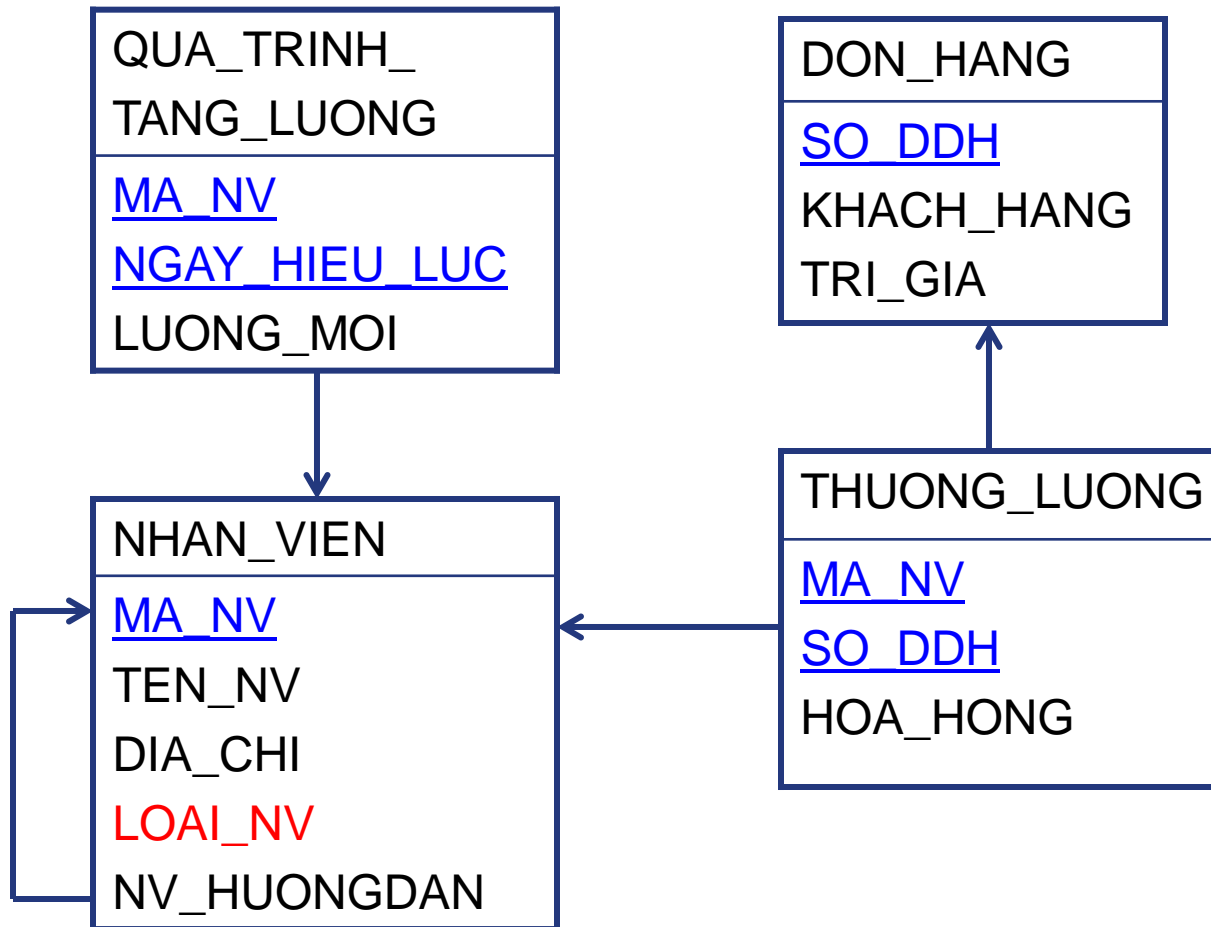 QUA_TRINH_
TANG_LUONG
MA_NV
NGAY_HIEU_LUC
LUONG_MOI
DON_HANG
SO_DDH
KHACH_HANG
TRI_GIA
NHAN_VIEN
MA_NV
TEN_NV
DIA_CHI
LOAI_NV
NV_HUONGDAN
THUONG_LUONG
MA_NV
SO_DDH
HOA_HONG